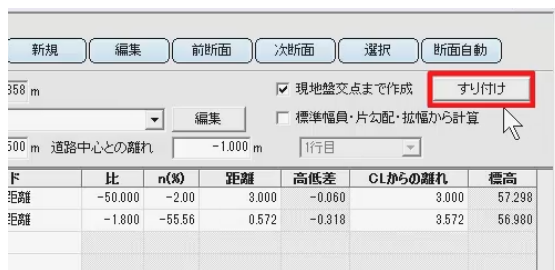 新規 編集 前断面 次断面 選択 断面自動
358 m 現地盤交点まで作成 すり付け
編集 標準幅員・片勾配・拡幅から計算
500 m 道路中心との離れ -1.000 m 1行目
ド 比 n(%) 距離 高低差 CLからの離れ 標高
距離 -50.000 -2.00 3.000 -0.060 3.000 57.298
距離 -1.800 -55.56 0.572 -0.318 3.572 56.980